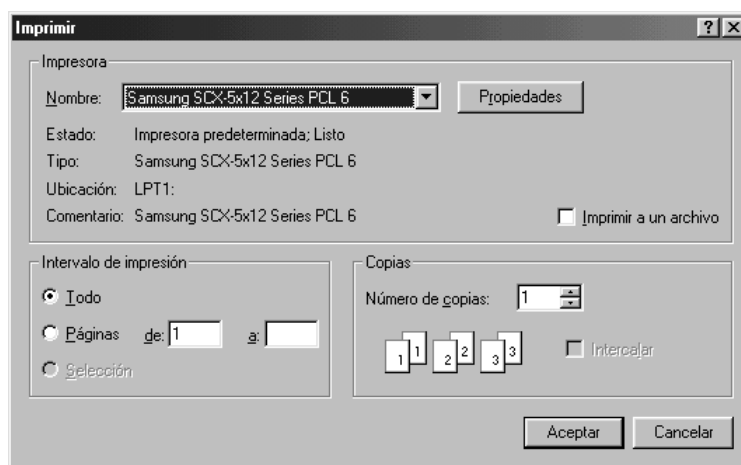 Imprimir
Impresora
Nombre: Samsung SCX-5x12 Series PCL 6 Propiedades
Estado: Impresora predeterminada; Listo
Tipo: Samsung SCX-5x12 Series PCL 6
Ubicación: LPT1:
Comentario: Samsung SCX-5x12 Series PCL 6 Imprimir a un archivo
Intervalo de impresión
Todo
Páginas de: 1 a:
Selección
Copias
Número de copias: 1
1 1 2 2 3 3 Intercalar
Aceptar Cancelar